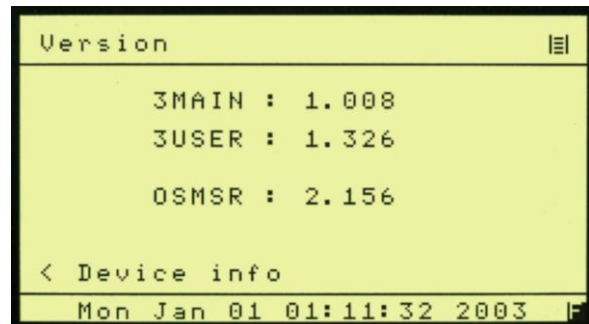 Version
3MAIN : 1.008
3USER : 1.326
OSMSR : 2.156
< Device info
Mon Jan 01 01:11:32 2003